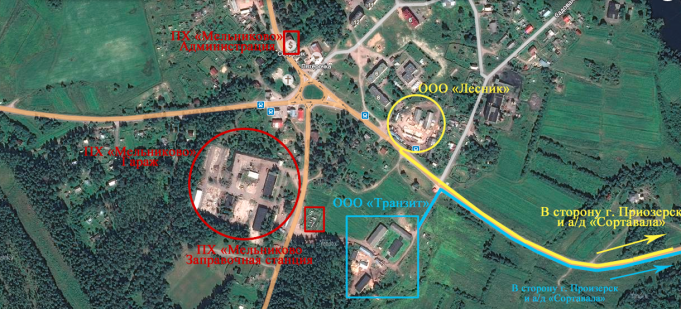 ПХ «Мельниково»
Администрация
ООО «Лесник»
ПХ «Мельниково»
Гараж
ООО «Транзит»
В сторону г. Приозерск
и а/д «Сортавала»
ПХ «Мельниково»
Заправочная станция
В сторону г. Произерск
и а/д «Сортавала»